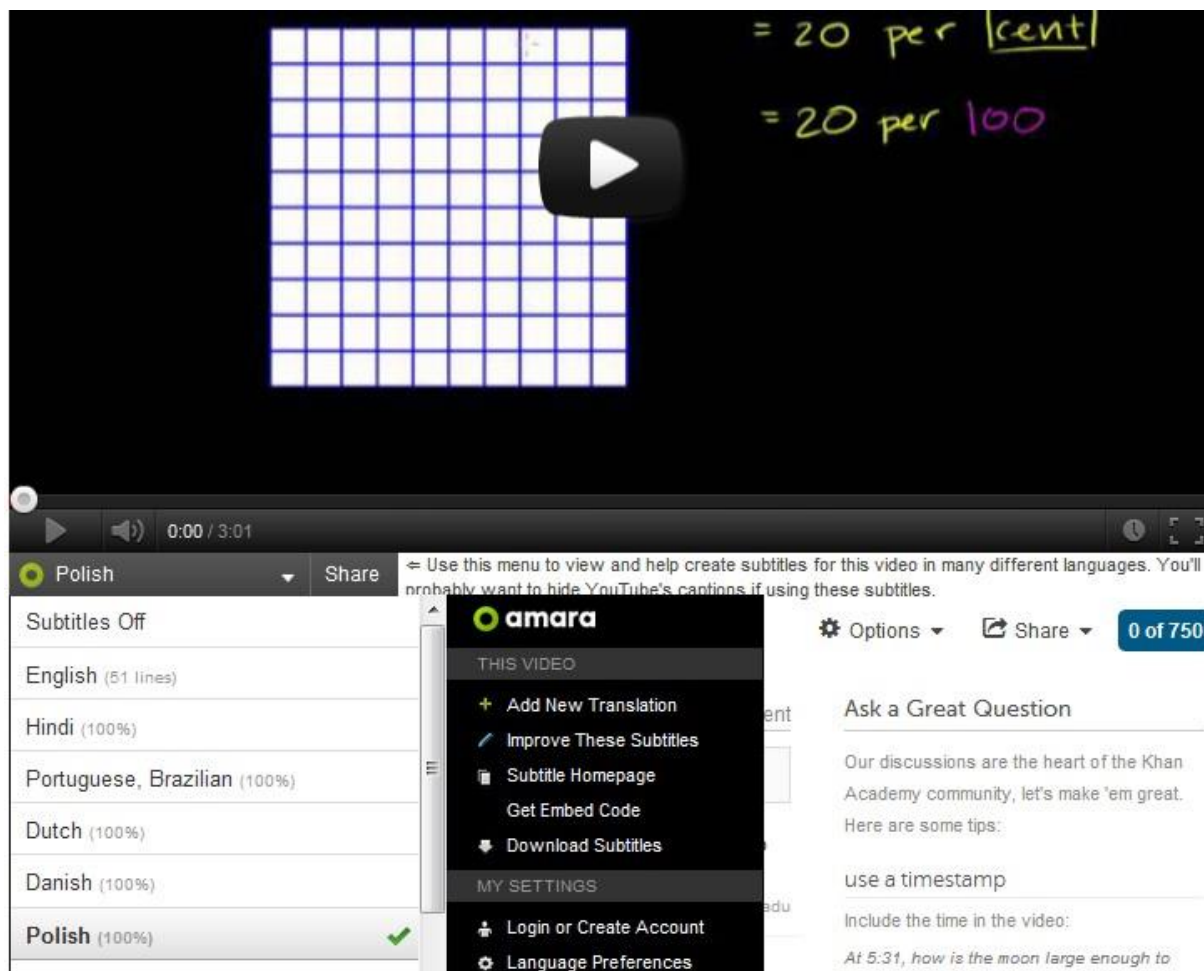 = 20 per cent
= 20 per 100
0:00 / 3:01
Polish
Share
⇐ Use this menu to view and help create subtitles for this video in many different languages. You'll
probably want to hide YouTube's captions if using these subtitles.
Subtitles Off
English (51 lines)
Hindi (100%)
Portuguese, Brazilian (100%)
Dutch (100%)
Danish (100%)
Polish (100%)
amara
THIS VIDEO
+ Add New Translation
Improve These Subtitles
Subtitle Homepage
Get Embed Code
Download Subtitles
MY SETTINGS
Login or Create Account
Language Preferences
ent
adu
Options
Share
0 of 750
Ask a Great Question
Our discussions are the heart of the Khan
Academy community, let's make 'em great.
Here are some tips:
use a timestamp
Include the time in the video:
At 5:31, how is the moon large enough to